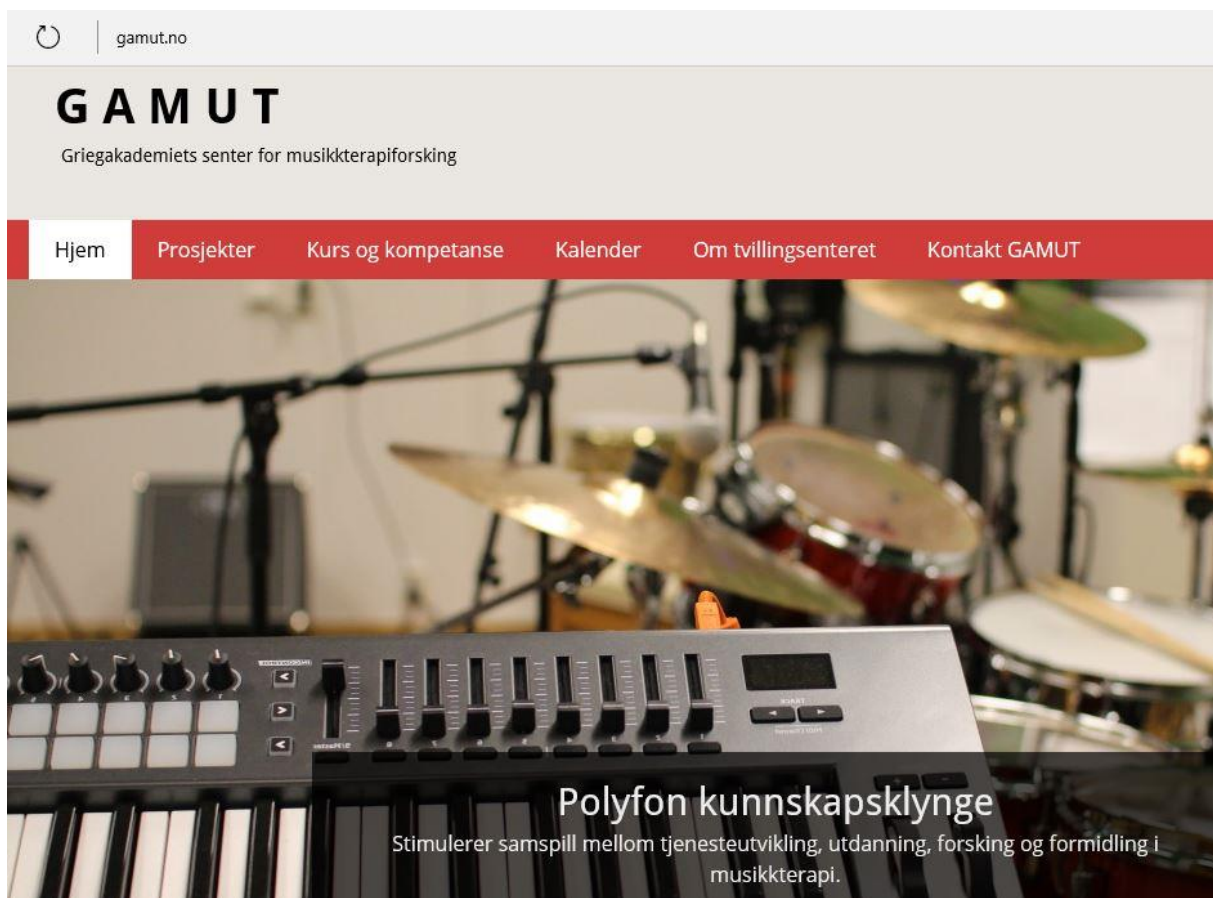 gamut.no
GAMUT
Griegakademiets senter for musikkterapiforsking
Hjem Prosjekter Kurs og kompetanse Kalender Om tvillingsenteret Kontakt GAMUT
Polyfon kunnskapsklynge
Stimulerer samspill mellom tjenesteutvikling, utdanning, forsking og formidling i
musikkterapi.